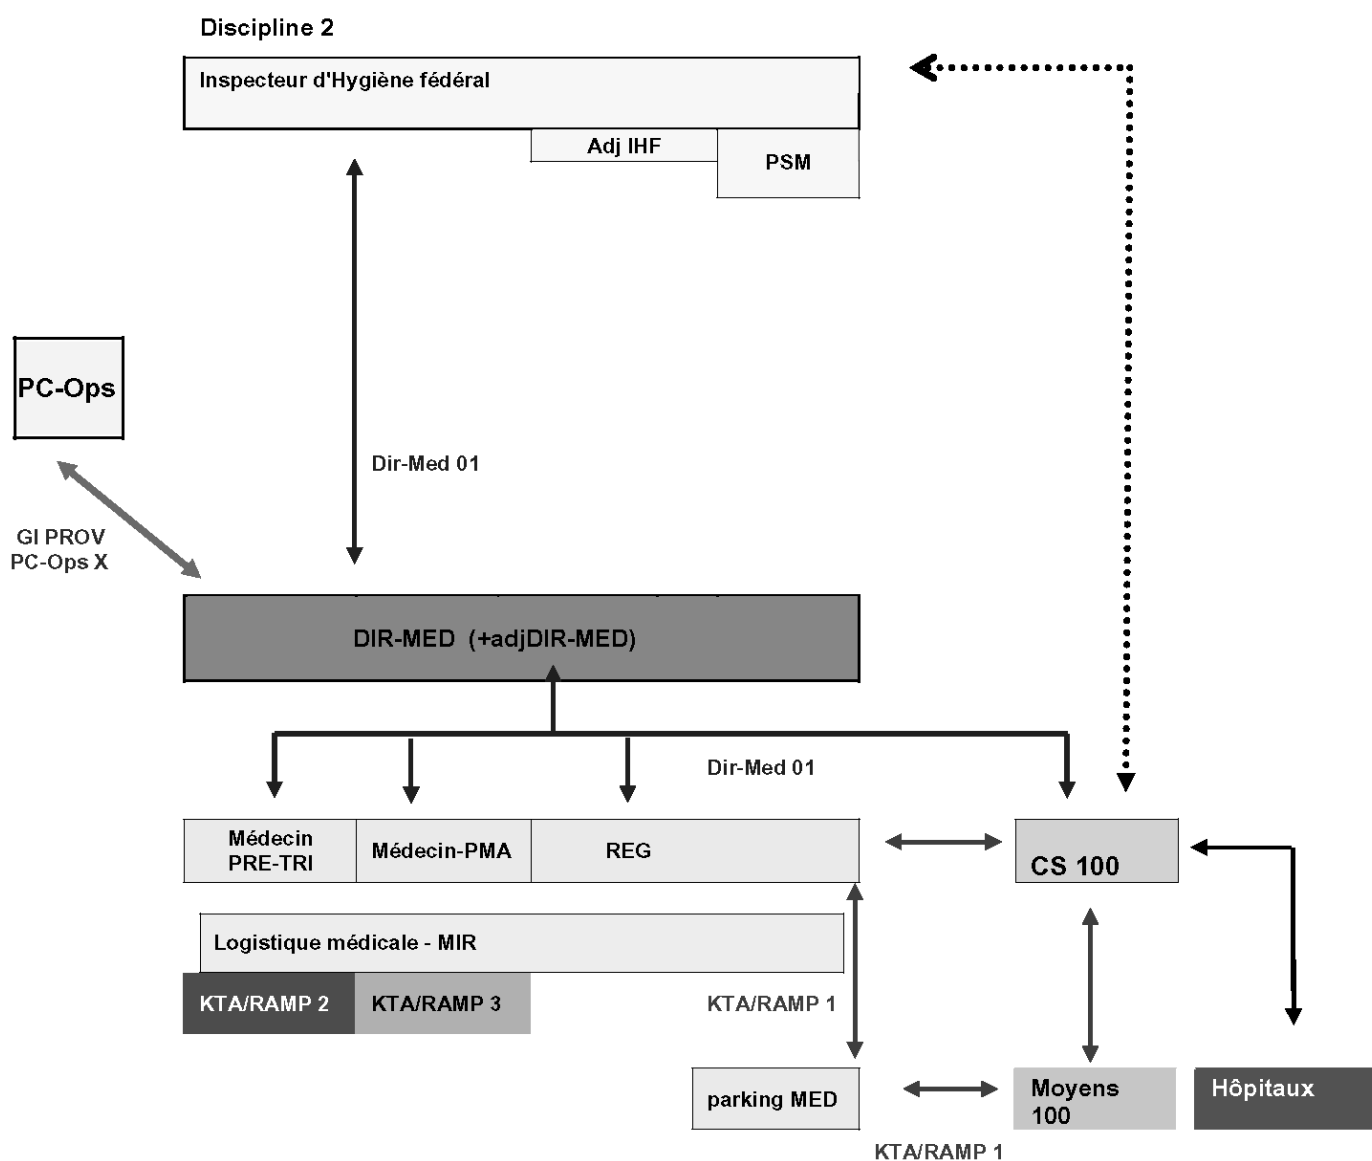 Discipline 2
Inspecteur d'Hygiène fédéral
Adj IHF
PSM
PC-Ops
Dir-Med 01
GI PROV
PC-Ops X
DIR-MED (+adjDIR-MED)
Dir-Med 01
Médecin
PRE-TRI
Médecin-PMA
REG
CS 100
Logistique médicale - MIR
KTA/RAMP 2
KTA/RAMP 3
KTA/RAMP 1
parking MED
Moyens
100
Hôpitaux
KTA/RAMP 1